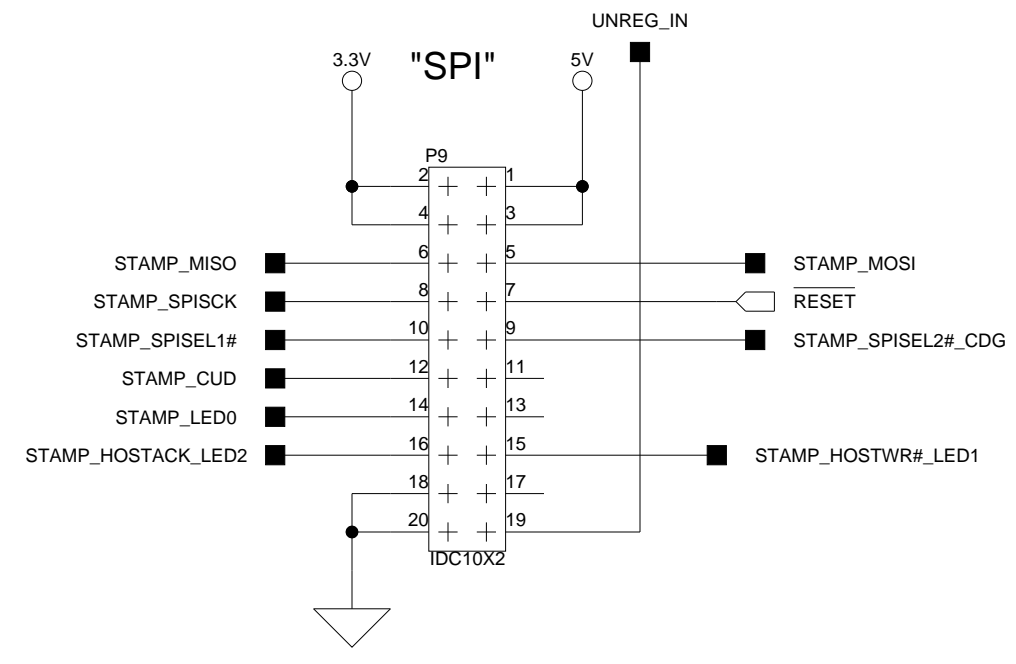 UNREG_IN
3.3V "SPI" 5V
P9
2 1
4 3
STAMP_MISO 6 5 STAMP_MOSI
STAMP_SPISCK 8 7 RESET
STAMP_SPISEL1# 10 9 STAMP_SPISEL2#_CDG
STAMP_CUD 12 11
STAMP_LED0 14 13
STAMP_HOSTACK_LED2 16 15 STAMP_HOSTWR#_LED1
18 17
20 19
IDC10X2